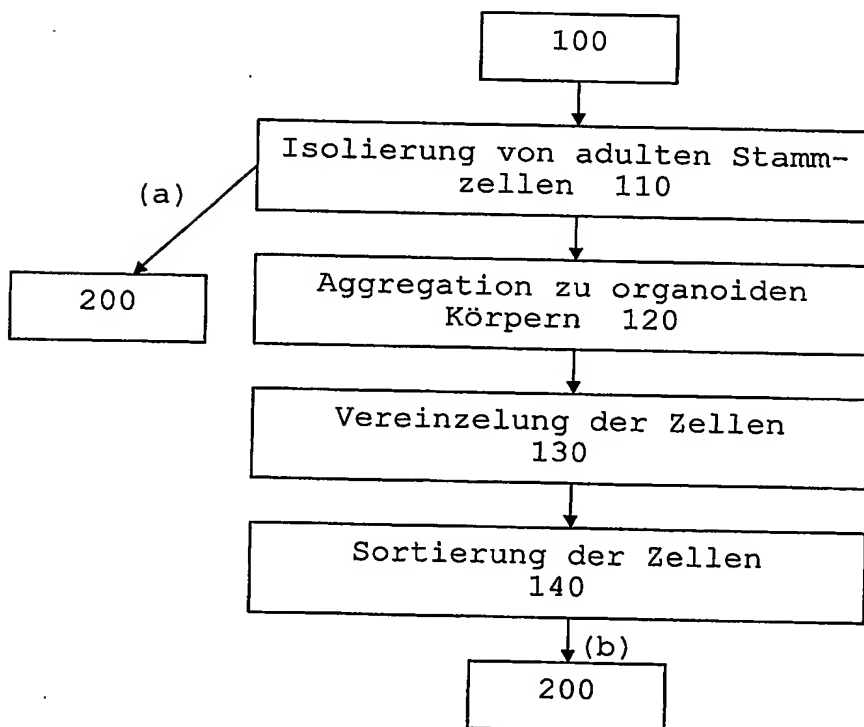 100
Isolierung von adulten Stamm-
zellen 110
(a)
200
Aggregation zu organoiden
Körpern 120
Vereinzelung der Zellen
130
Sortierung der Zellen
140
(b)
200